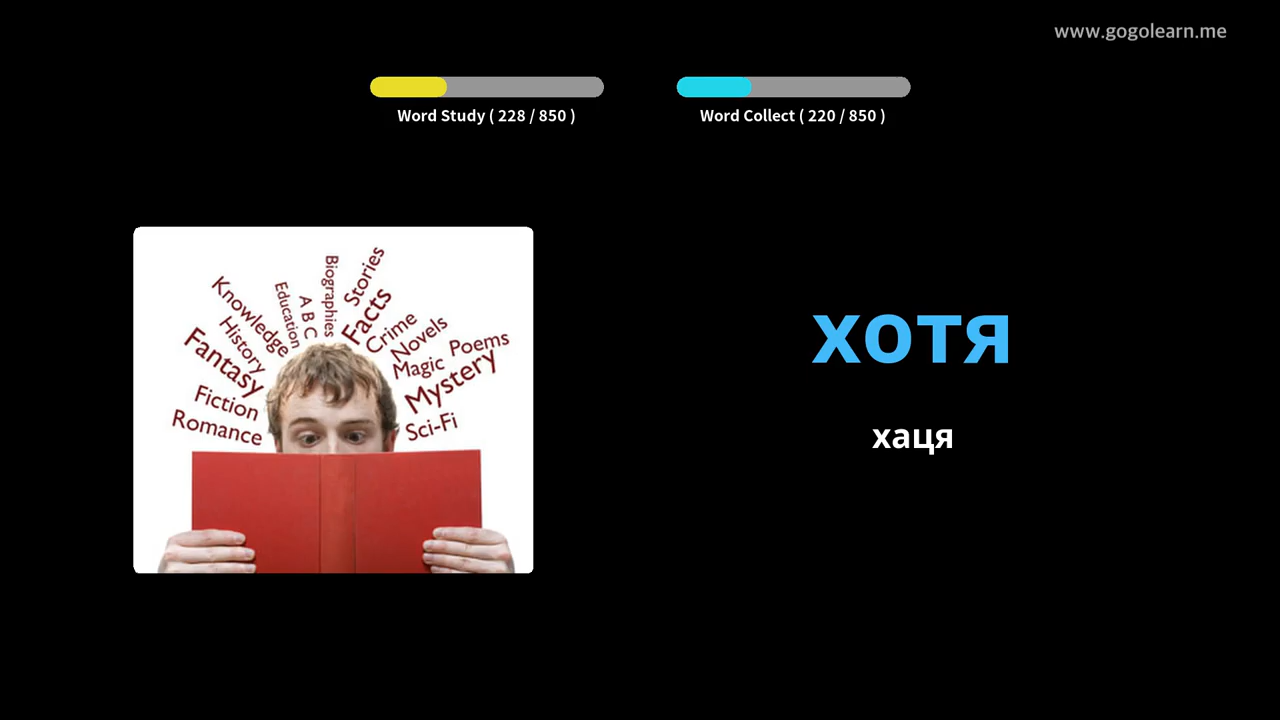 www.gogolearn.me
Word Study ( 228 / 850 )
Word Collect ( 220 / 850 )
Biographies
Stories
Knowledge
Education
A B C
Facts
Crime
History
Novels
Poems
Fantasy
Magic
Mystery
Fiction
Romance
Sci-Fi
хотя
хаця